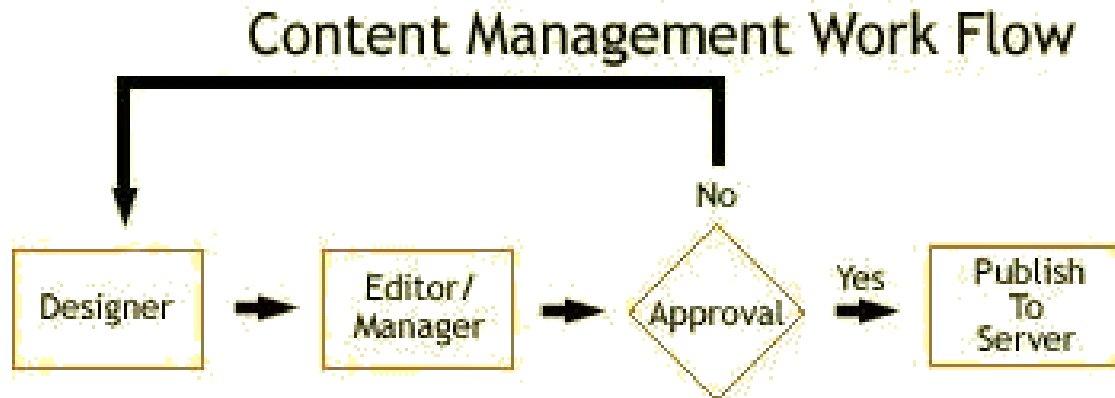 Content Management Work Flow
No
Designer
Editor/
Manager
Approval
Yes
Publish
To
Server